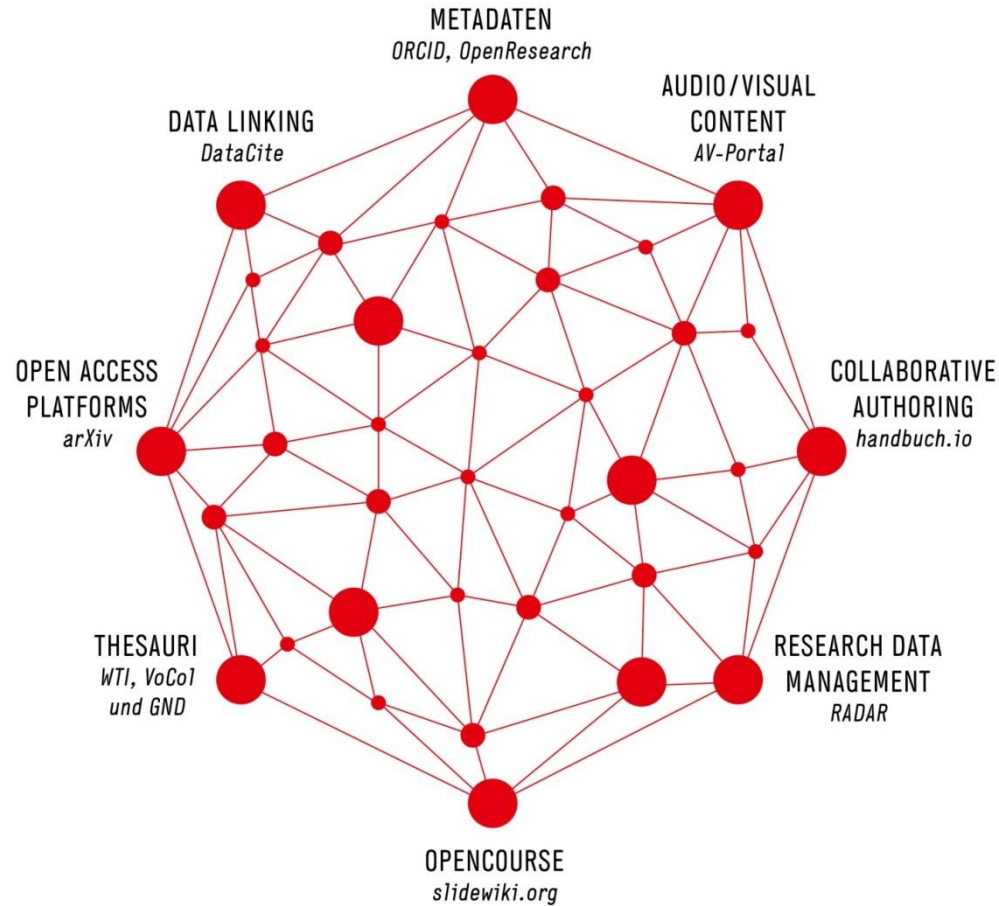 METADATEN
ORCID, OpenResearch
AUDIO/VISUAL
CONTENT
AV-Portal
DATA LINKING
DataCite
OPEN ACCESS
PLATFORMS
arXiv
COLLABORATIVE
AUTHORING
handbuch.io
THESAURI
WTI, VoCol
und GND
RESEARCH DATA
MANAGEMENT
RADAR
OPENCOURSE
slidewiki.org